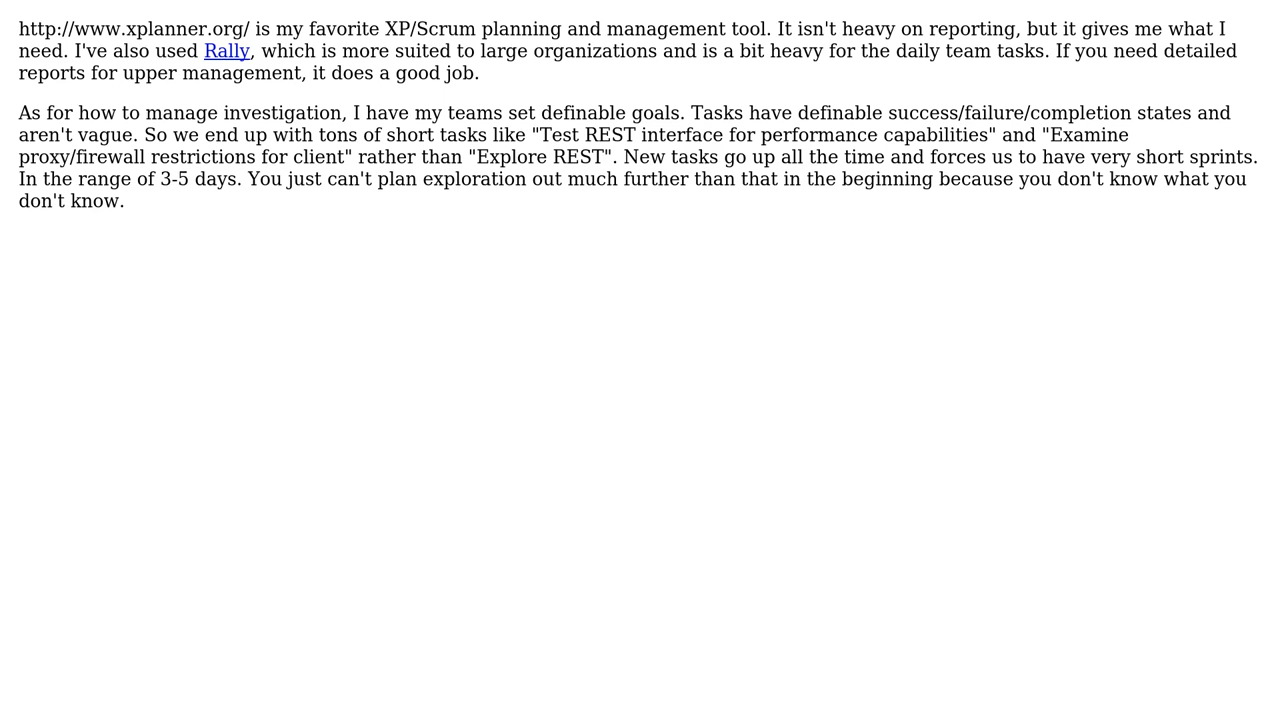 http://www.xplanner.org/ is my favorite XP/Scrum planning and management tool. It isn't heavy on reporting, but it gives me what I
need. I've also used Rally, which is more suited to large organizations and is a bit heavy for the daily team tasks. If you need detailed
reports for upper management, it does a good job.
As for how to manage investigation, I have my teams set definable goals. Tasks have definable success/failure/completion states and
aren't vague. So we end up with tons of short tasks like "Test REST interface for performance capabilities" and "Examine
proxy/firewall restrictions for client" rather than "Explore REST". New tasks go up all the time and forces us to have very short sprints.
In the range of 3-5 days. You just can't plan exploration out much further than that in the beginning because you don't know what you
don't know.